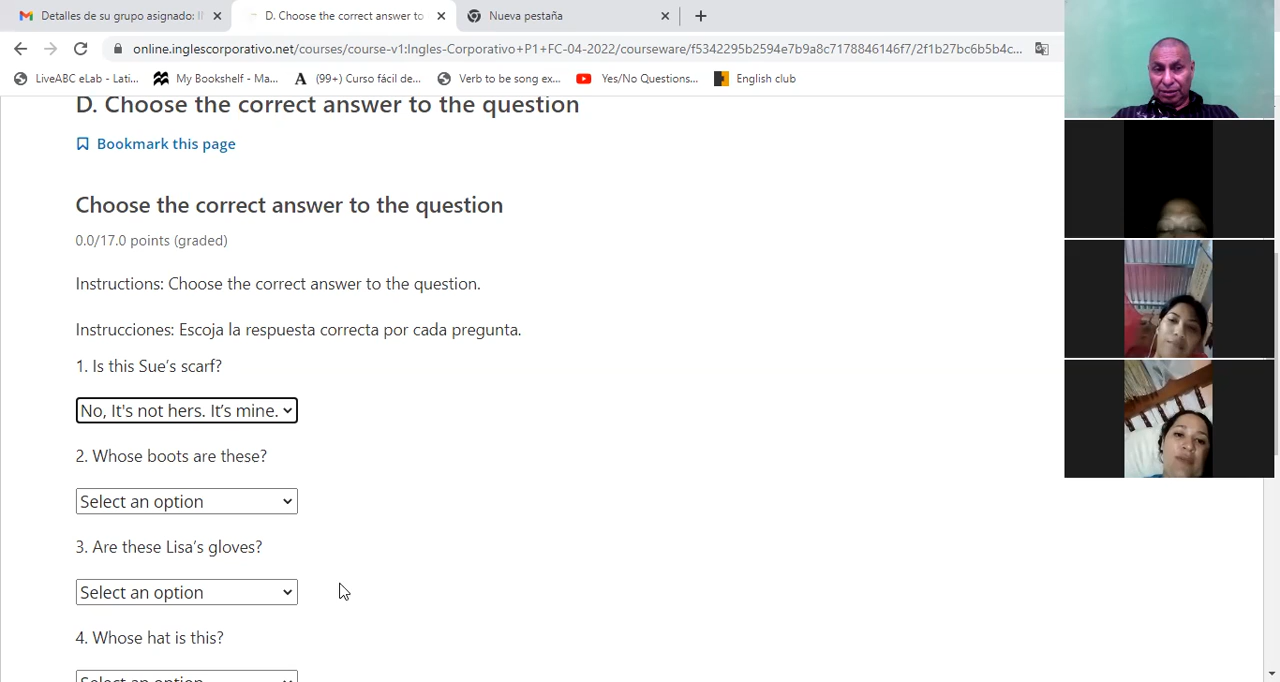 Detalles de su grupo asignado: I
D. Choose the correct answer to
Nueva pestaña
online.inglescorporativo.net/courses/course-v1:Ingles-Corporativo+P1+FC-04-2022/courseware/f5342295b2594e7b9a8c7178846146f7/2f1b27bc6b5b4c...
LiveABC eLab - Lati...
My Bookshelf - Ma...
(99+) Curso fácil de...
Verb to be song ex...
Yes/No Questions...
English club
D. Choose the correct answer to the question
Bookmark this page
Choose the correct answer to the question
0.0/17.0 points (graded)
Instructions: Choose the correct answer to the question.
Instrucciones: Escoja la respuesta correcta por cada pregunta.
1. Is this Sue’s scarf?
No, It's not hers. It’s mine.
2. Whose boots are these?
Select an option
3. Are these Lisa’s gloves?
Select an option
4. Whose hat is this?
Select an option